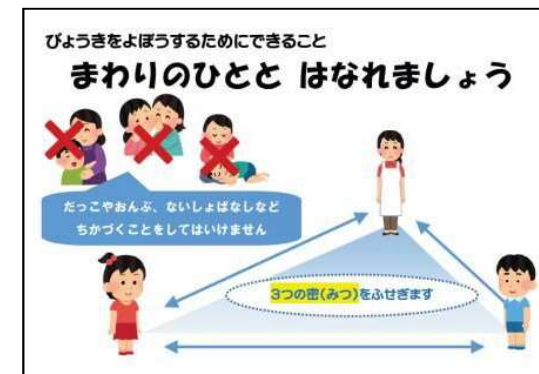 びょうきをよぼうするためにできること
まわりのひとと はなれましょう
だっこやおんぶ、ないしょばなしなど
ちかづくことをしてはいけません
3つの密(みつ)をふせぎます